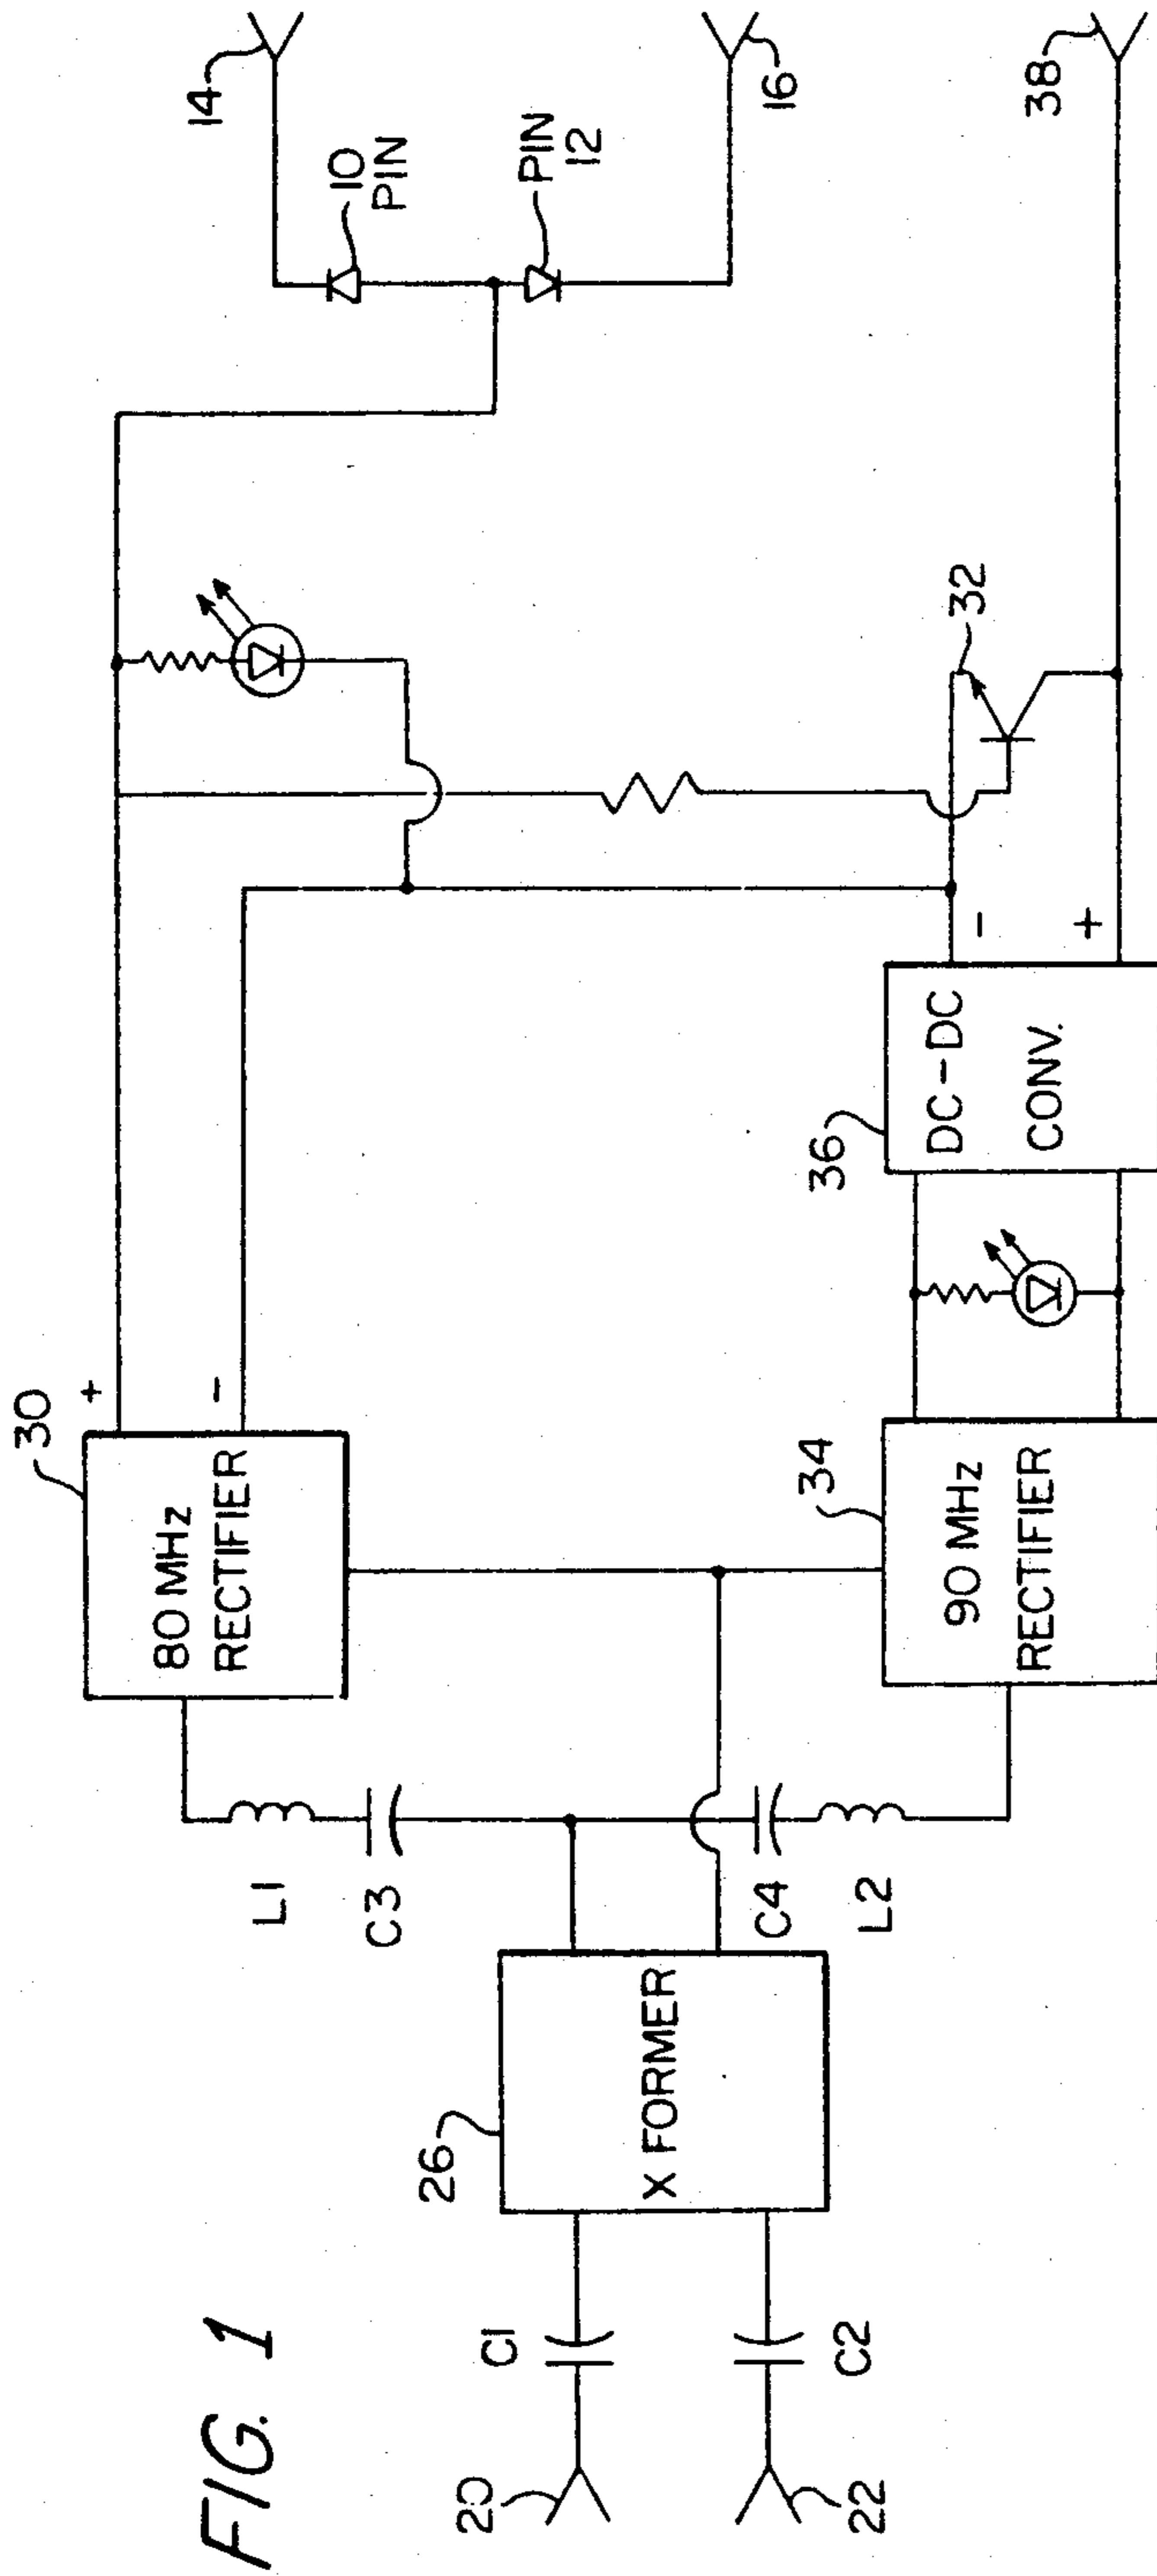 FIG. 1
20
22
C1
C2
26
X FORMER
L1
C3
C4
L2
30
80 MHz
RECTIFIER
+
-
34
90 MHz
RECTIFIER
36
DC-DC
CONV.
-
+
32
10
PIN
PIN
12
14
16
38